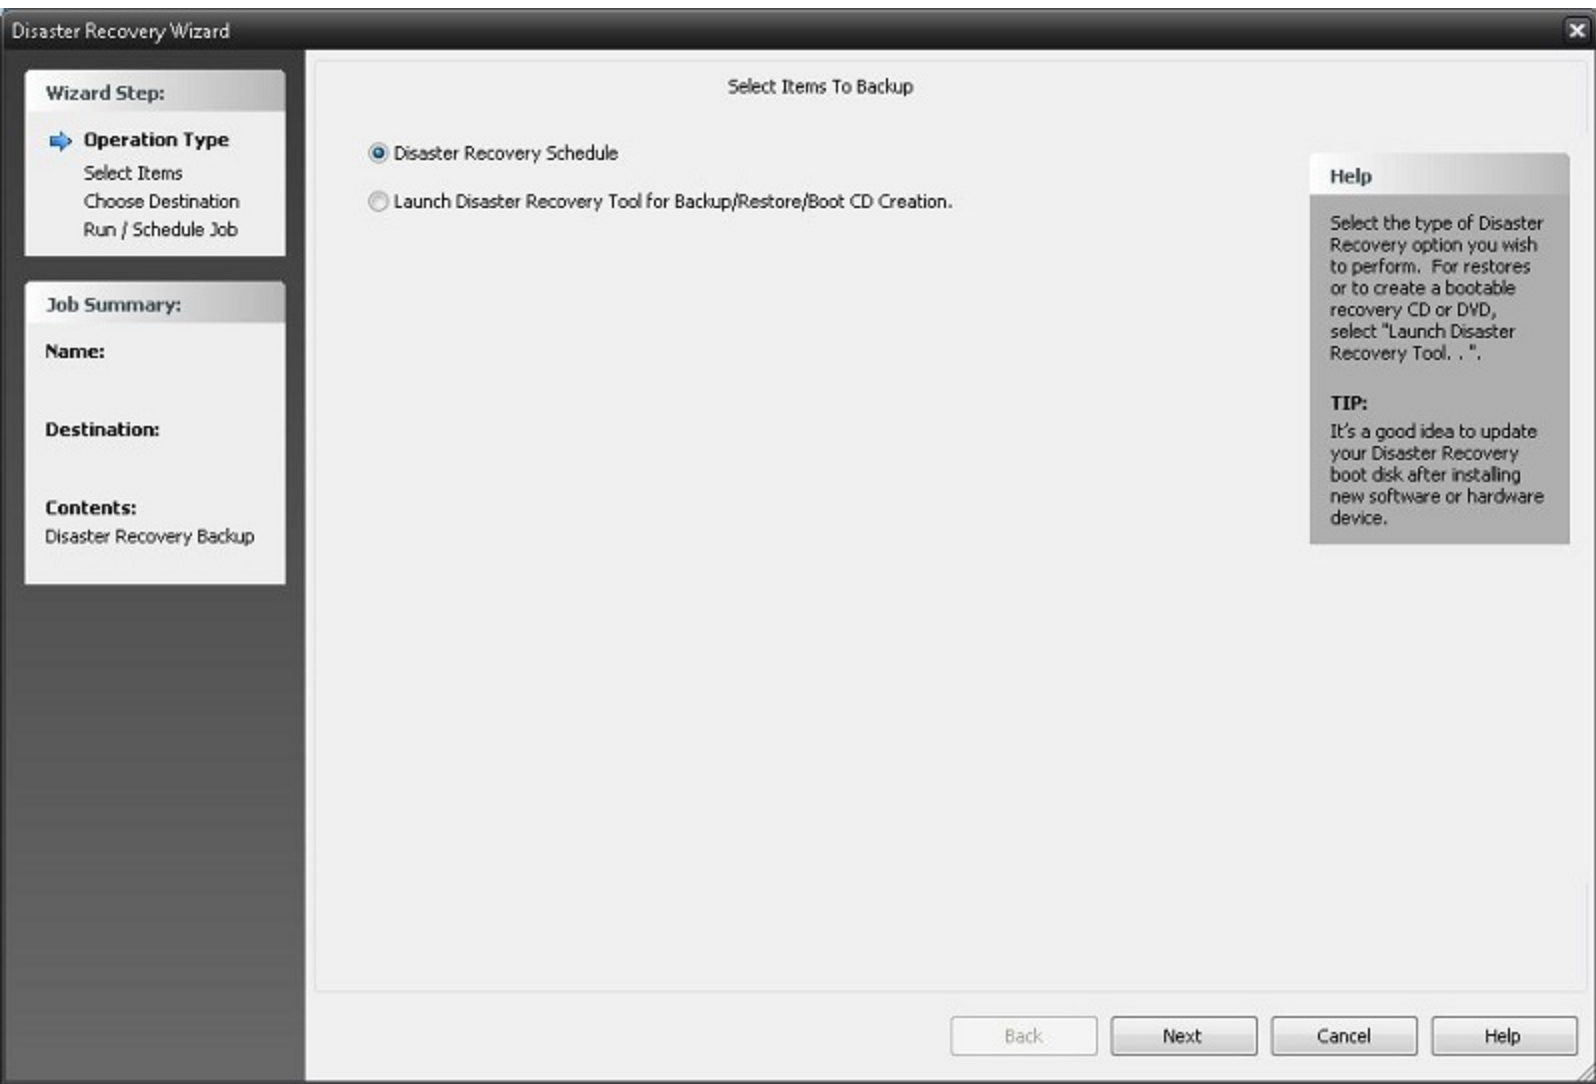 Disaster Recovery Wizard
Wizard Step:
Operation Type
Select Items
Choose Destination
Run / Schedule Job
Job Summary:
Name:
Destination:
Contents:
Disaster Recovery Backup
Select Items To Backup
Disaster Recovery Schedule
Launch Disaster Recovery Tool for Backup/Restore/Boot CD Creation.
Help
Select the type of Disaster
Recovery option you wish
to perform. For restores
or to create a bootable
recovery CD or DVD,
select "Launch Disaster
Recovery Tool. . ".
TIP:
It's a good idea to update
your Disaster Recovery
boot disk after installing
new software or hardware
device.
Back
Next
Cancel
Help